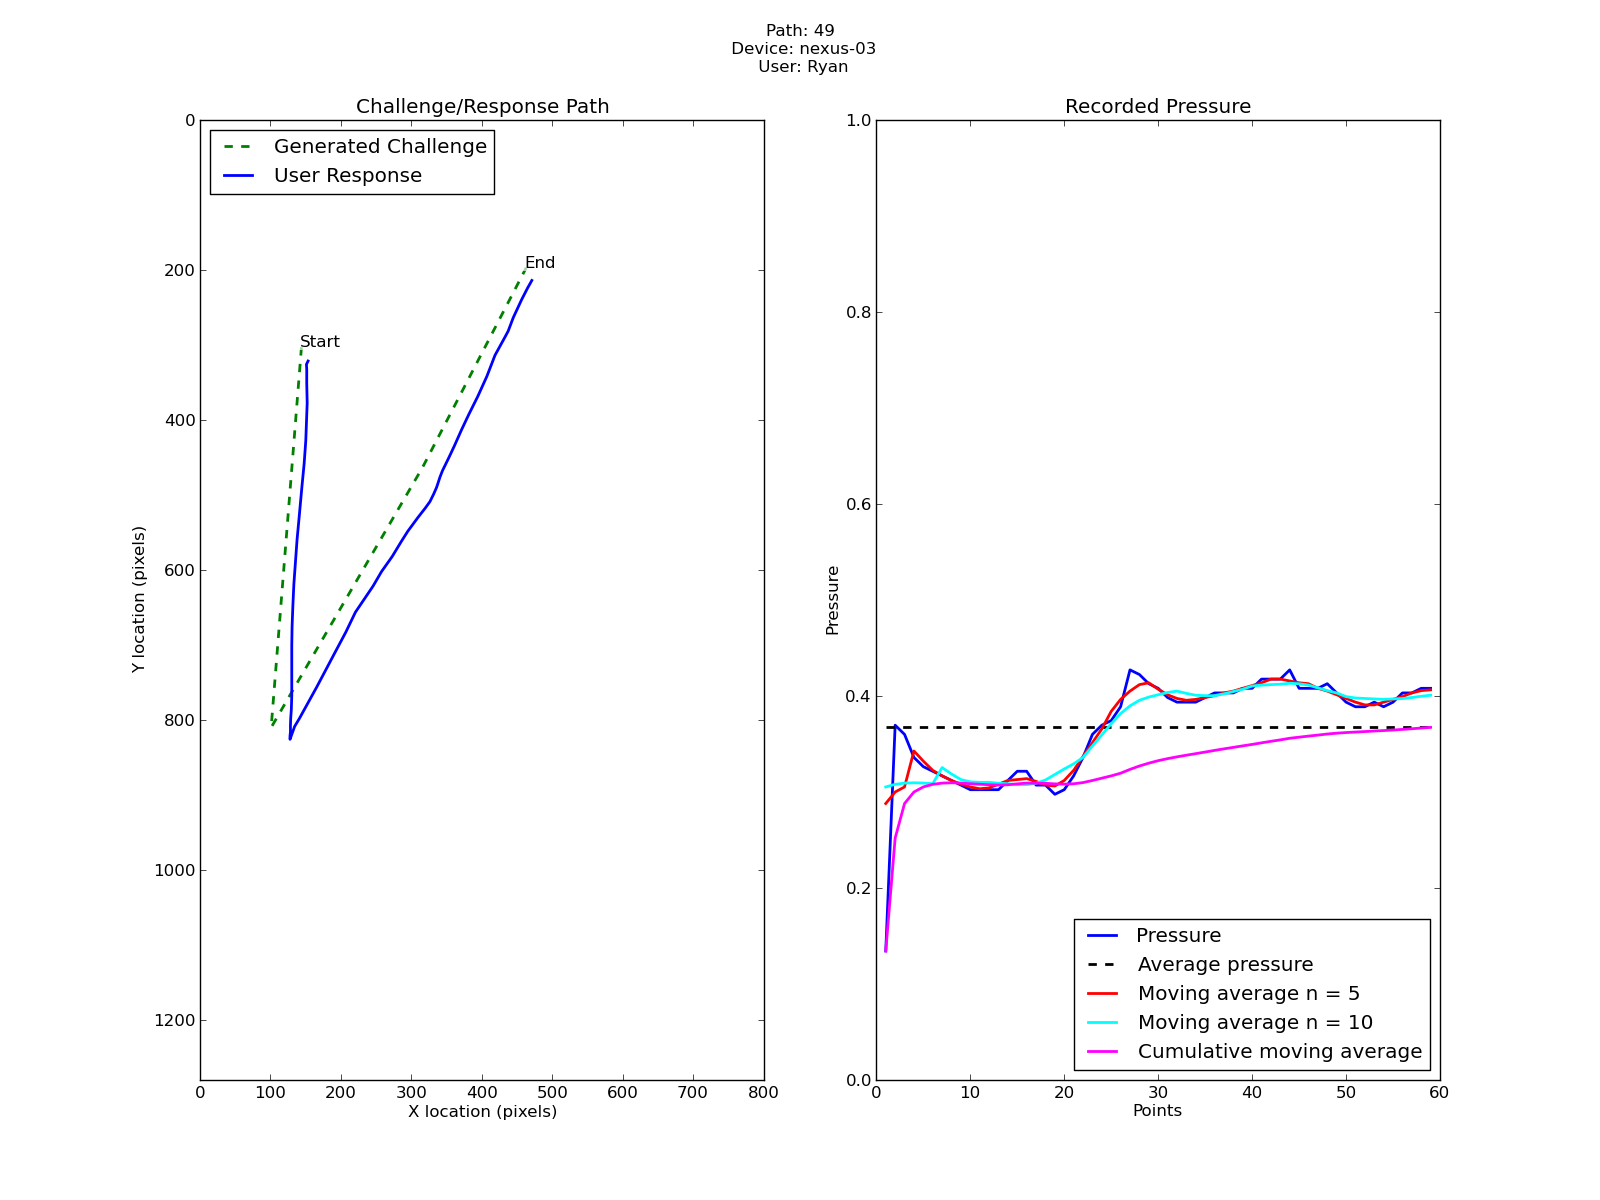 Path: 49
Device: nexus-03
User: Ryan
Challenge/Response Path
Generated Challenge
User Response
Start
End
0
200
400
600
800
1000
1200
Y location (pixels)
0 100 200 300 400 500 600 700 800
X location (pixels)
Recorded Pressure
1.0
0.8
0.6
0.4
0.2
0.0
Pressure
Pressure
Average pressure
Moving average n = 5
Moving average n = 10
Cumulative moving average
0 10 20 30 40 50 60
Points